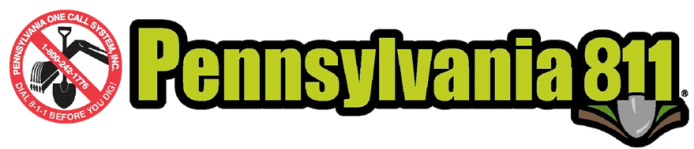 PENNSYLVANIA ONE CALL SYSTEM, INC.
1-800-242-1776
DIAL 8-1-1 BEFORE YOU DIG!
Pennsylvania 811®